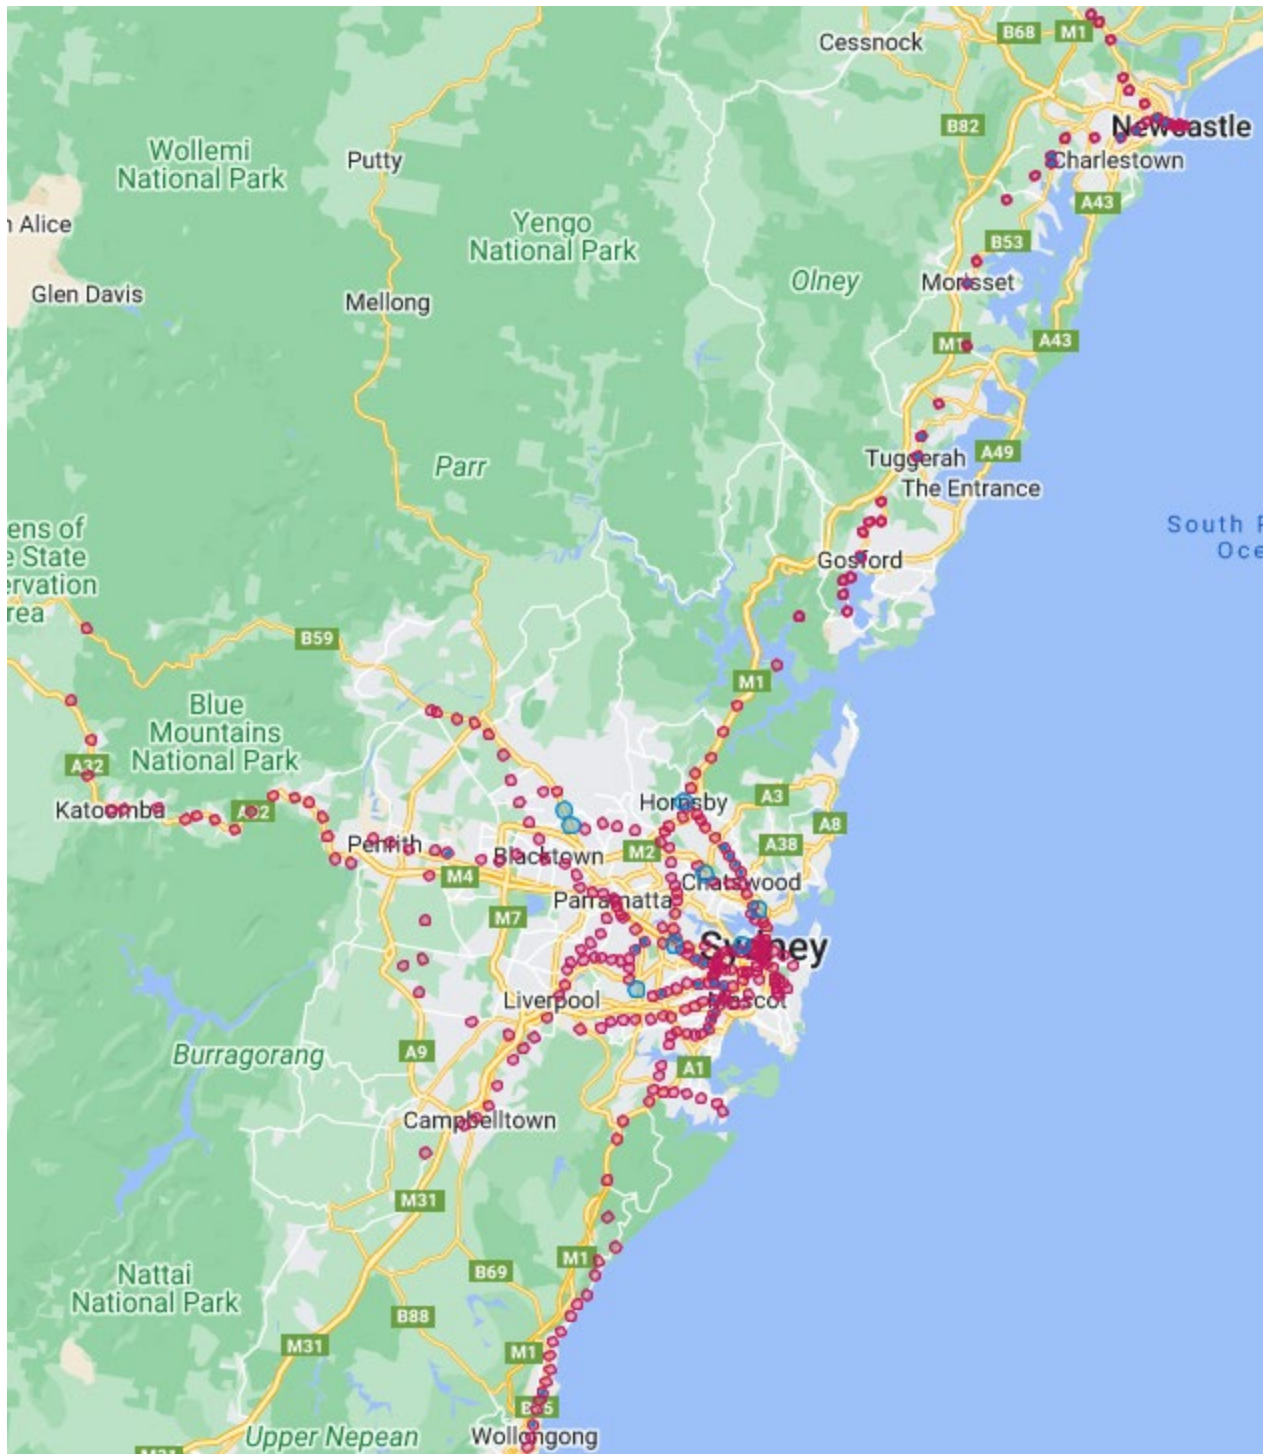 Cessnock
B68
M1
Newcastle
B82
Wollemi
National Park
Putty
Charlestown
A43
n Alice
Yengo
National Park
B53
Olney
Morisset
Glen Davis
Mellong
M1
A43
Parr
Tuggerah
A49
The Entrance
ens of
e State
ervation
rea
South P
Oce
Gosford
B59
M1
Blue
Mountains
National Park
A32
Katoomba
A32
Hornsby
A3
A8
A38
Penrith
M4
Blacktown
M2
Chatswood
Parramatta
M7
Sydney
Liverpool
Mascot
Burragorang
A9
A1
Campbelltown
M31
M1
Nattai
National Park
B69
B88
M31
M1
B65
Upper Nepean
Wollongong
M31